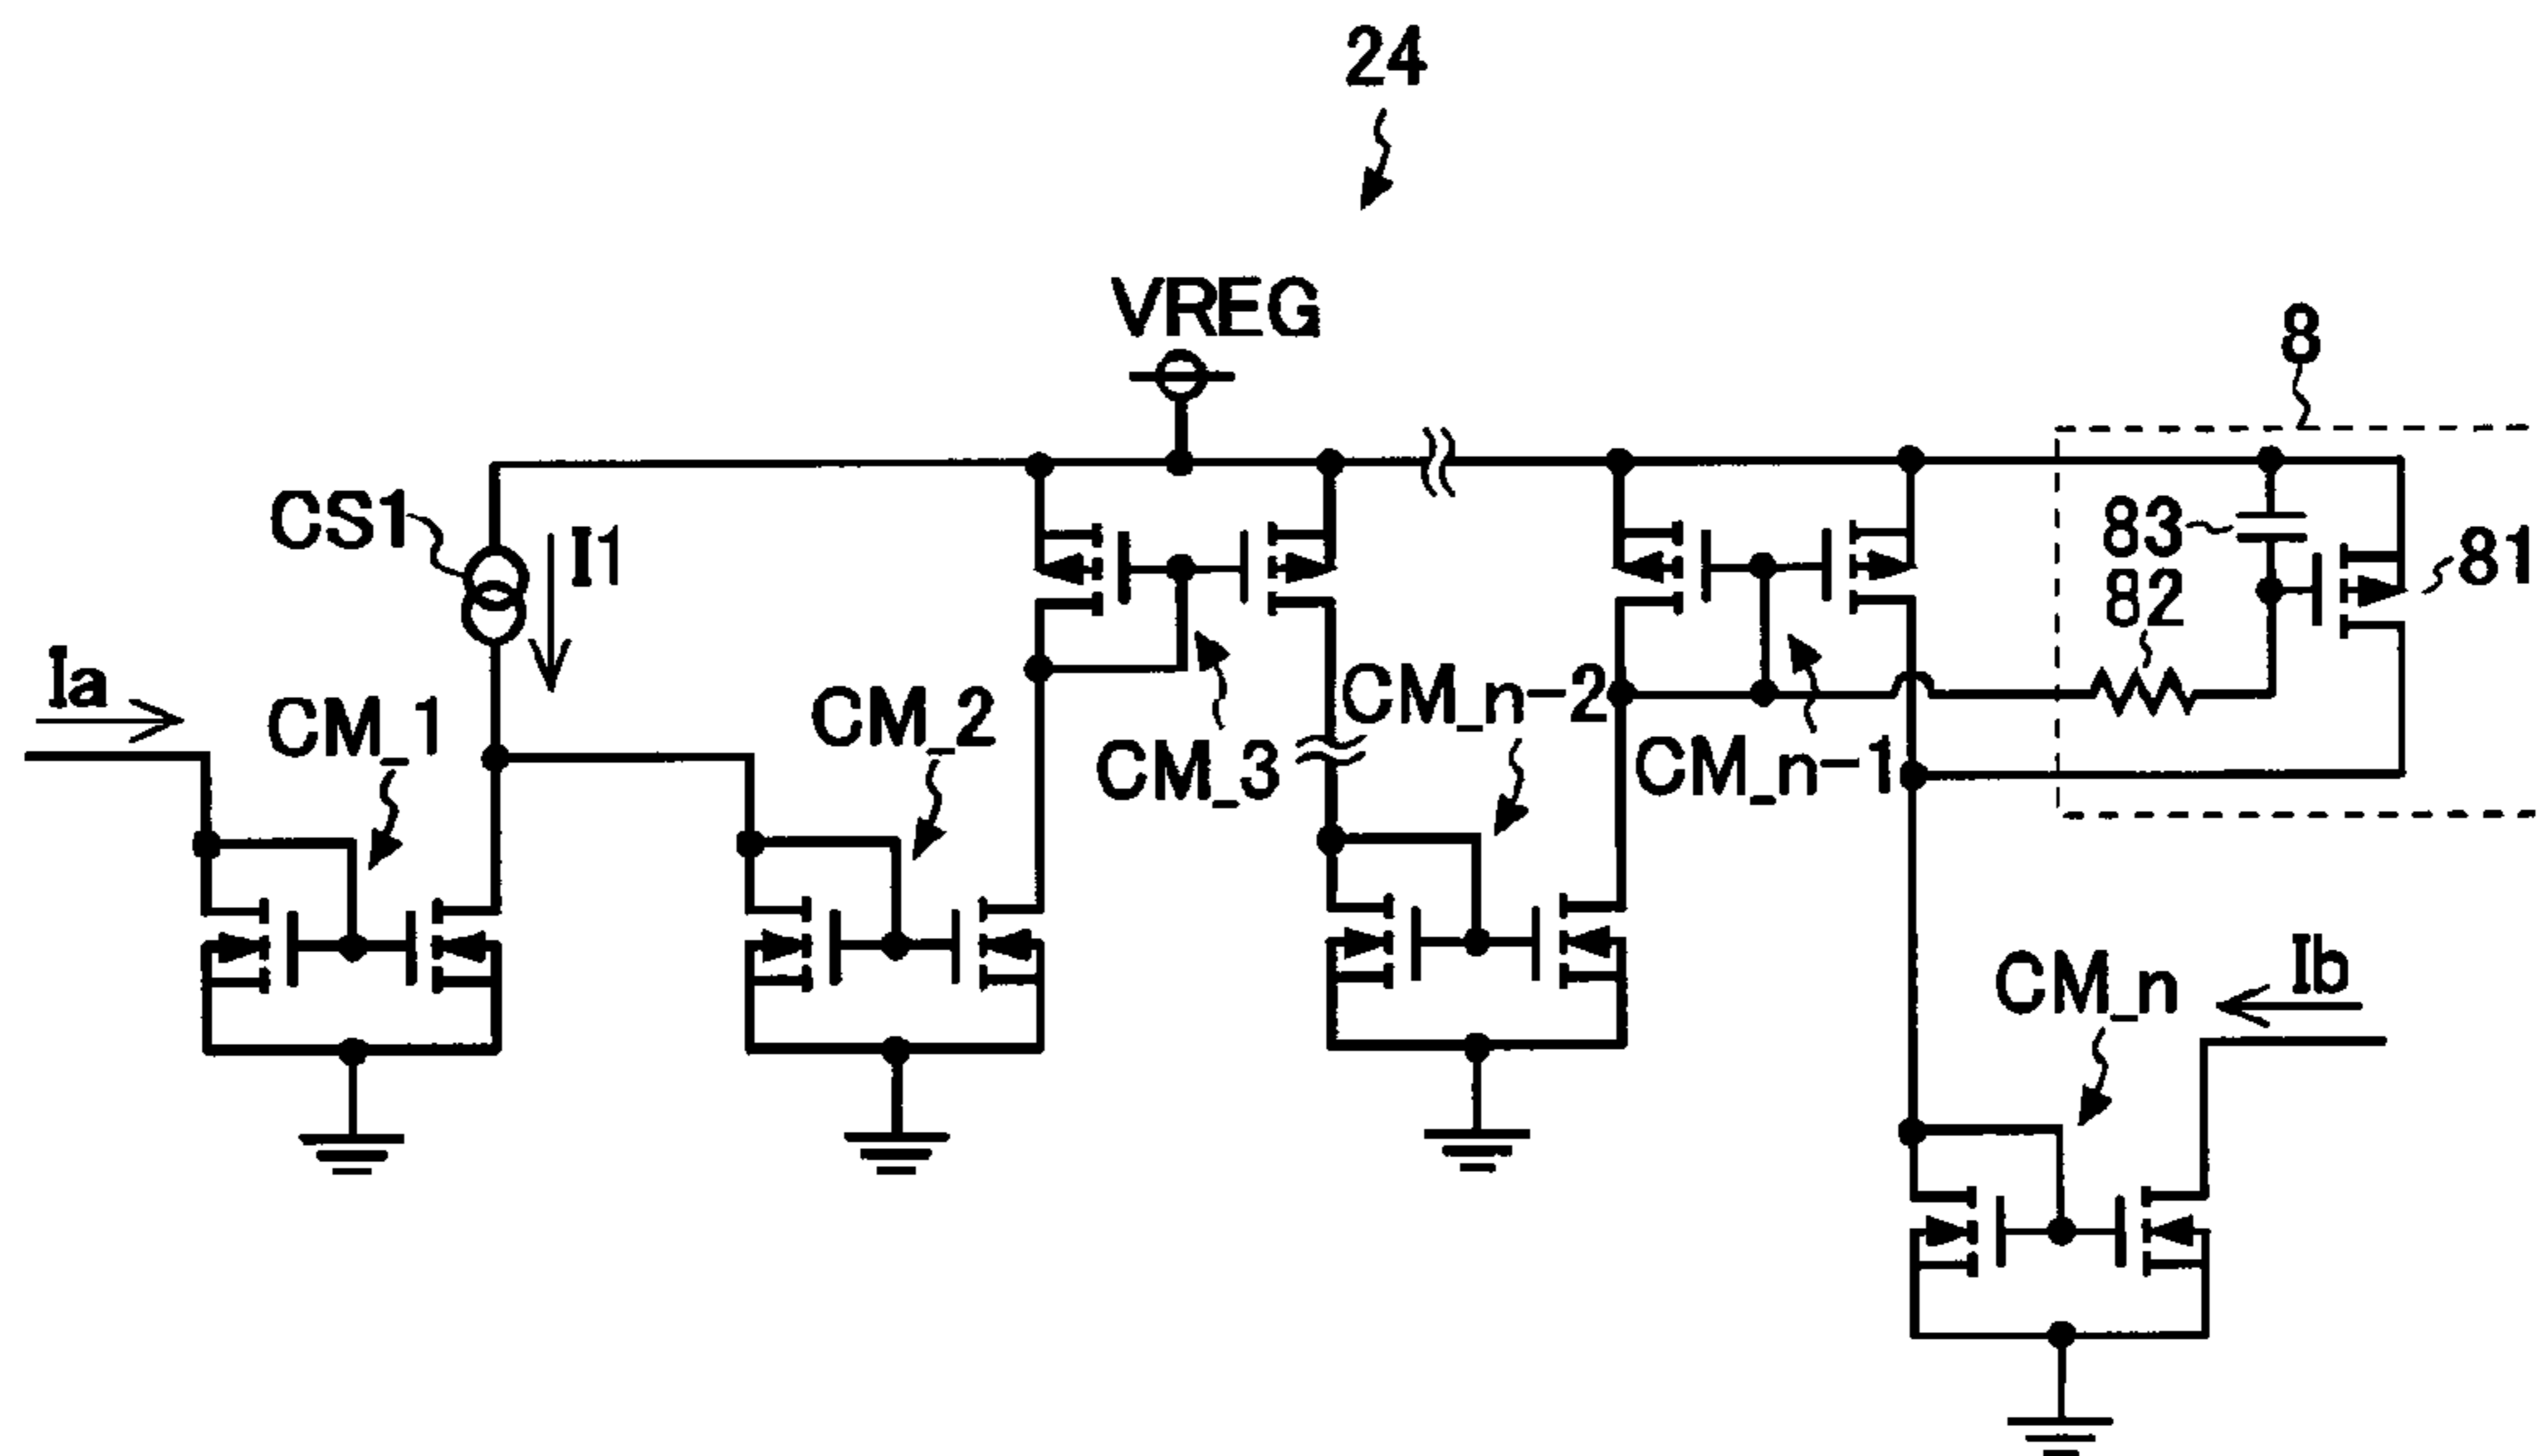 24
VREG
8
CS1
I1
83
81
82
Ia
CM_1
CM_2
CM_3
CM_n-2
CM_n-1
CM_n
Ib